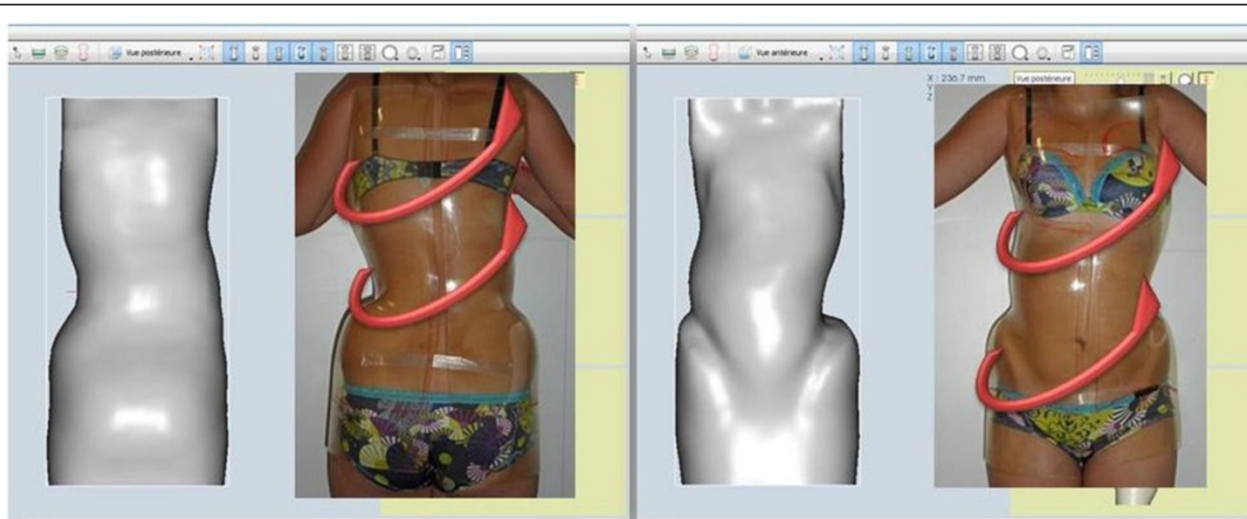 Vue postérieure
Vue antérieure
X : 236.7 mm
Y
Z
Vue postérieure